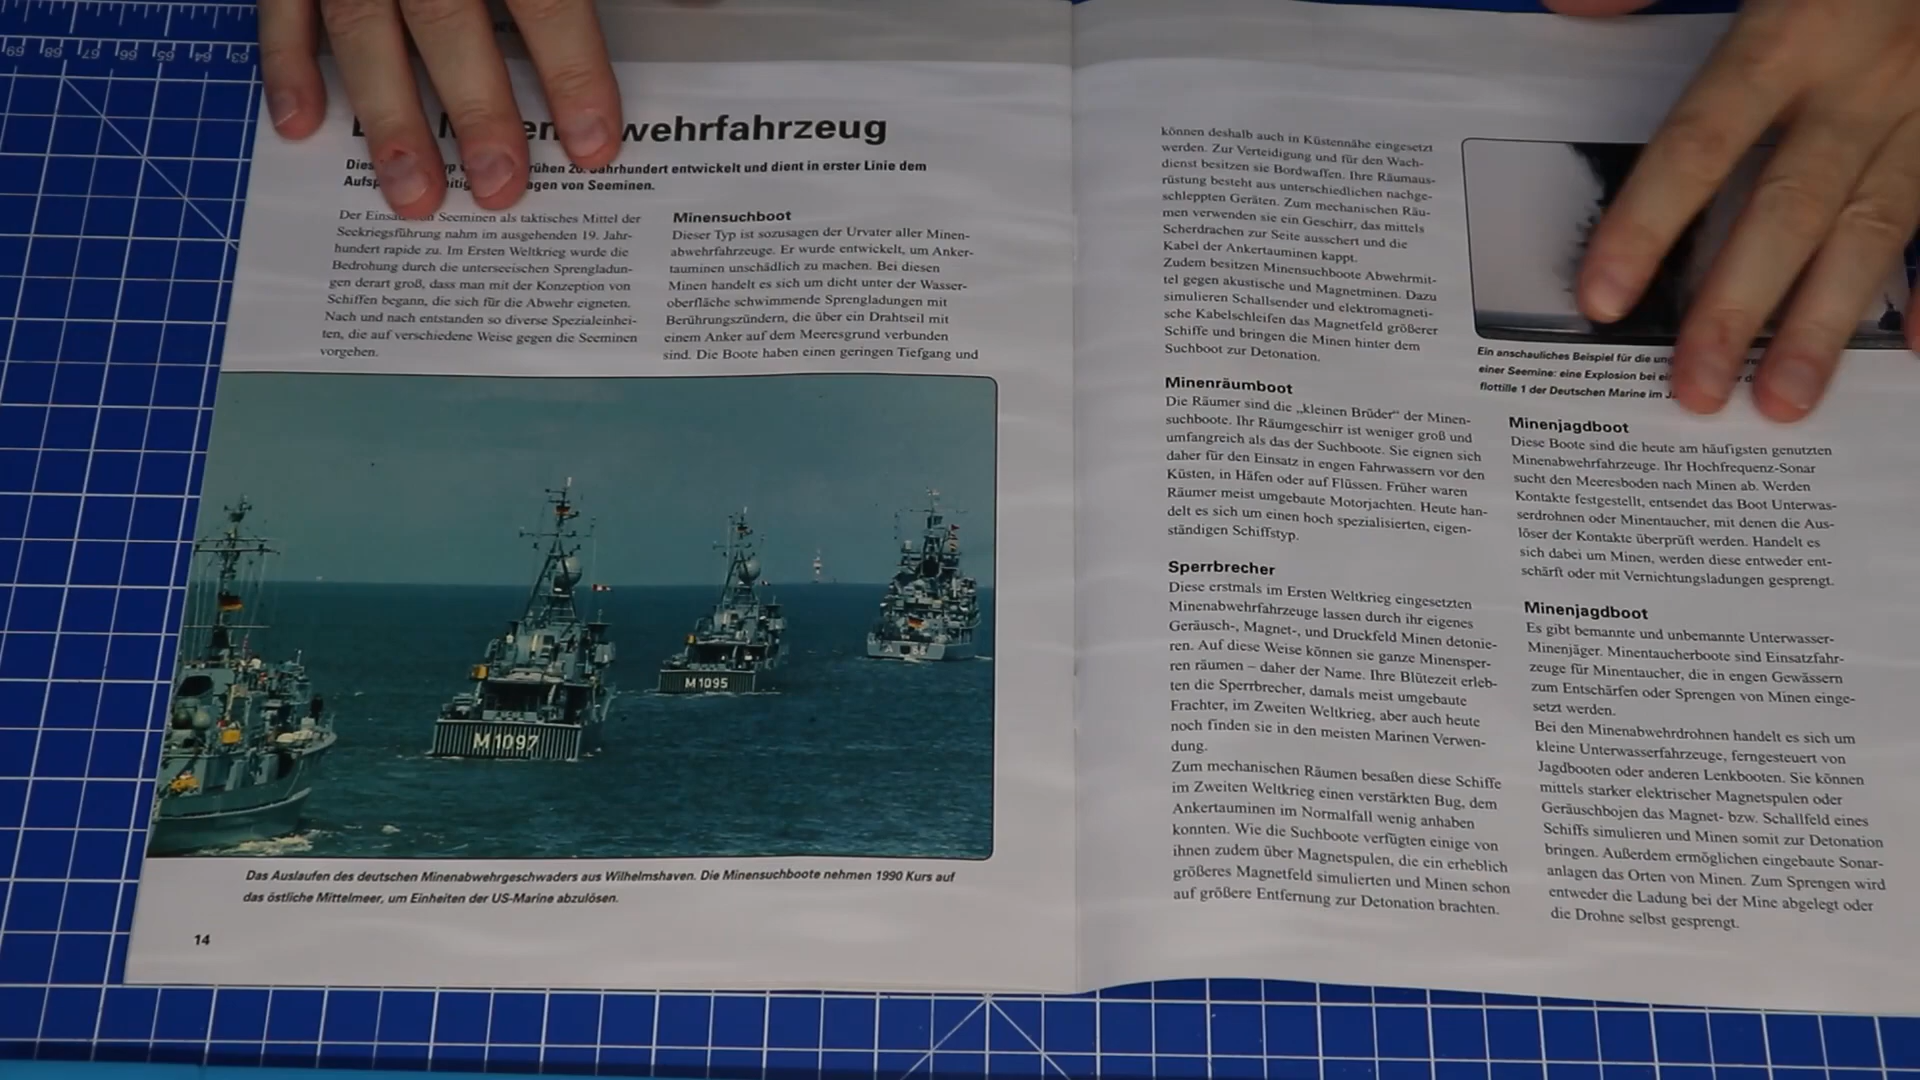 wehrfahrzeug
Dies rühen 20. Jahrhundert entwickelt und dient in erster Linie dem
von Seeminen.
Der Seeminen als taktisches Mittel der
Seekriegsführung nahm im ausgehenden 19. Jahr-
hundert rapide zu. Im Ersten Weltkrieg wurde die
Bedrohung durch die unterseeischen Sprengladun-
gen derart groß, dass man mit der Konzeption von
Schiffen begann, die sich für die Abwehr eigneten.
Nach und nach entstanden so diverse Spezialeinhei-
ten, die auf verschiedene Weise gegen die Seeminen
vorgehen.
Minensuchboot
Dieser Typ ist sozusagen der Urvater aller Minen-
abwehrfahrzeuge. Er wurde entwickelt, um Anker-
tauminen unschädlich zu machen. Bei diesen
Minen handelt es sich um dicht unter der Wasser-
oberfläche schwimmende Sprengladungen mit
Berührungszündern, die über ein Drahtseil mit
einem Anker auf dem Meeresgrund verbunden
sind. Die Boote haben einen geringen Tiefgang und
M1097
M1095
A 68
Das Auslaufen des deutschen Minenabwehrgeschwaders aus Wilhelmshaven. Die Minensuchboote nehmen 1990 Kurs auf
das östliche Mittelmeer, um Einheiten der US-Marine abzulösen.
14
können deshalb auch in Küstennähe eingesetzt
werden. Zur Verteidigung und für den Wach-
dienst besitzen sie Bordwaffen. Ihre Räumaus-
rüstung besteht aus unterschiedlichen nachge-
schleppten Geräten. Zum mechanischen Räu-
men verwenden sie ein Geschirr, das mittels
Scherdrachen zur Seite ausschert und die
Kabel der Ankertauminen kappt.
Zudem besitzen Minensuchboote Abwehrmit-
tel gegen akustische und Magnetminen. Dazu
simulieren Schallsender und elektromagneti-
sche Kabelschleifen das Magnetfeld größerer
Schiffe und bringen die Minen hinter dem
Suchboot zur Detonation.
Minenräumboot
Die Räumer sind die „kleinen Brüder“ der Minen-
suchboote. Ihr Räumgeschirr ist weniger groß und
umfangreich als das der Suchboote. Sie eignen sich
daher für den Einsatz in engen Fahrwassern vor den
Küsten, in Häfen oder auf Flüssen. Früher waren
Räumer meist umgebaute Motorjachten. Heute han-
delt es sich um einen hoch spezialisierten, eigen-
ständigen Schiffstyp.
Sperrbrecher
Diese erstmals im Ersten Weltkrieg eingesetzten
Minenabwehrfahrzeuge lassen durch ihr eigenes
Geräusch-, Magnet-, und Druckfeld Minen detonie-
ren. Auf diese Weise können sie ganze Minensper-
ren räumen – daher der Name. Ihre Blütezeit erleb-
ten die Sperrbrecher, damals meist umgebaute
Frachter, im Zweiten Weltkrieg, aber auch heute
noch finden sie in den meisten Marinen Verwen-
dung.
Zum mechanischen Räumen besaßen diese Schiffe
im Zweiten Weltkrieg einen verstärkten Bug, dem
Ankertauminen im Normalfall wenig anhaben
konnten. Wie die Suchboote verfügten einige von
ihnen zudem über Magnetspulen, die ein erheblich
größeres Magnetfeld simulierten und Minen schon
auf größere Entfernung zur Detonation brachten.
Ein anschauliches Beispiel für die
einer Seemine: eine Explosion bei
flottille 1 der Deutschen Marine im
Minenjagdboot
Diese Boote sind die heute am häufigsten genutzten
Minenabwehrfahrzeuge. Ihr Hochfrequenz-Sonar
sucht den Meeresboden nach Minen ab. Werden
Kontakte festgestellt, entsendet das Boot Unterwas-
serdrohnen oder Minentaucher, mit denen die Aus-
löser der Kontakte überprüft werden. Handelt es
sich dabei um Minen, werden diese entweder ent-
schärft oder mit Vernichtungsladungen gesprengt.
Minenjagdboot
Es gibt bemannte und unbemannte Unterwasser-
Minenjäger. Minentaucherboote sind Einsatzfahr-
zeuge für Minentaucher, die in engen Gewässern
zum Entschärfen oder Sprengen von Minen einge-
setzt werden.
Bei den Minenabwehrdrohnen handelt es sich um
kleine Unterwasserfahrzeuge, ferngesteuert von
Jagdbooten oder anderen Lenkbooten. Sie können
mittels starker elektrischer Magnetspulen oder
Geräuschbojen das Magnet- bzw. Schallfeld eines
Schiffs simulieren und Minen somit zur Detonation
bringen. Außerdem ermöglichen eingebaute Sonar-
anlagen das Orten von Minen. Zum Sprengen wird
entweder die Ladung bei der Mine abgelegt oder
die Drohne selbst gesprengt.
69 68 67 66 65 64 63